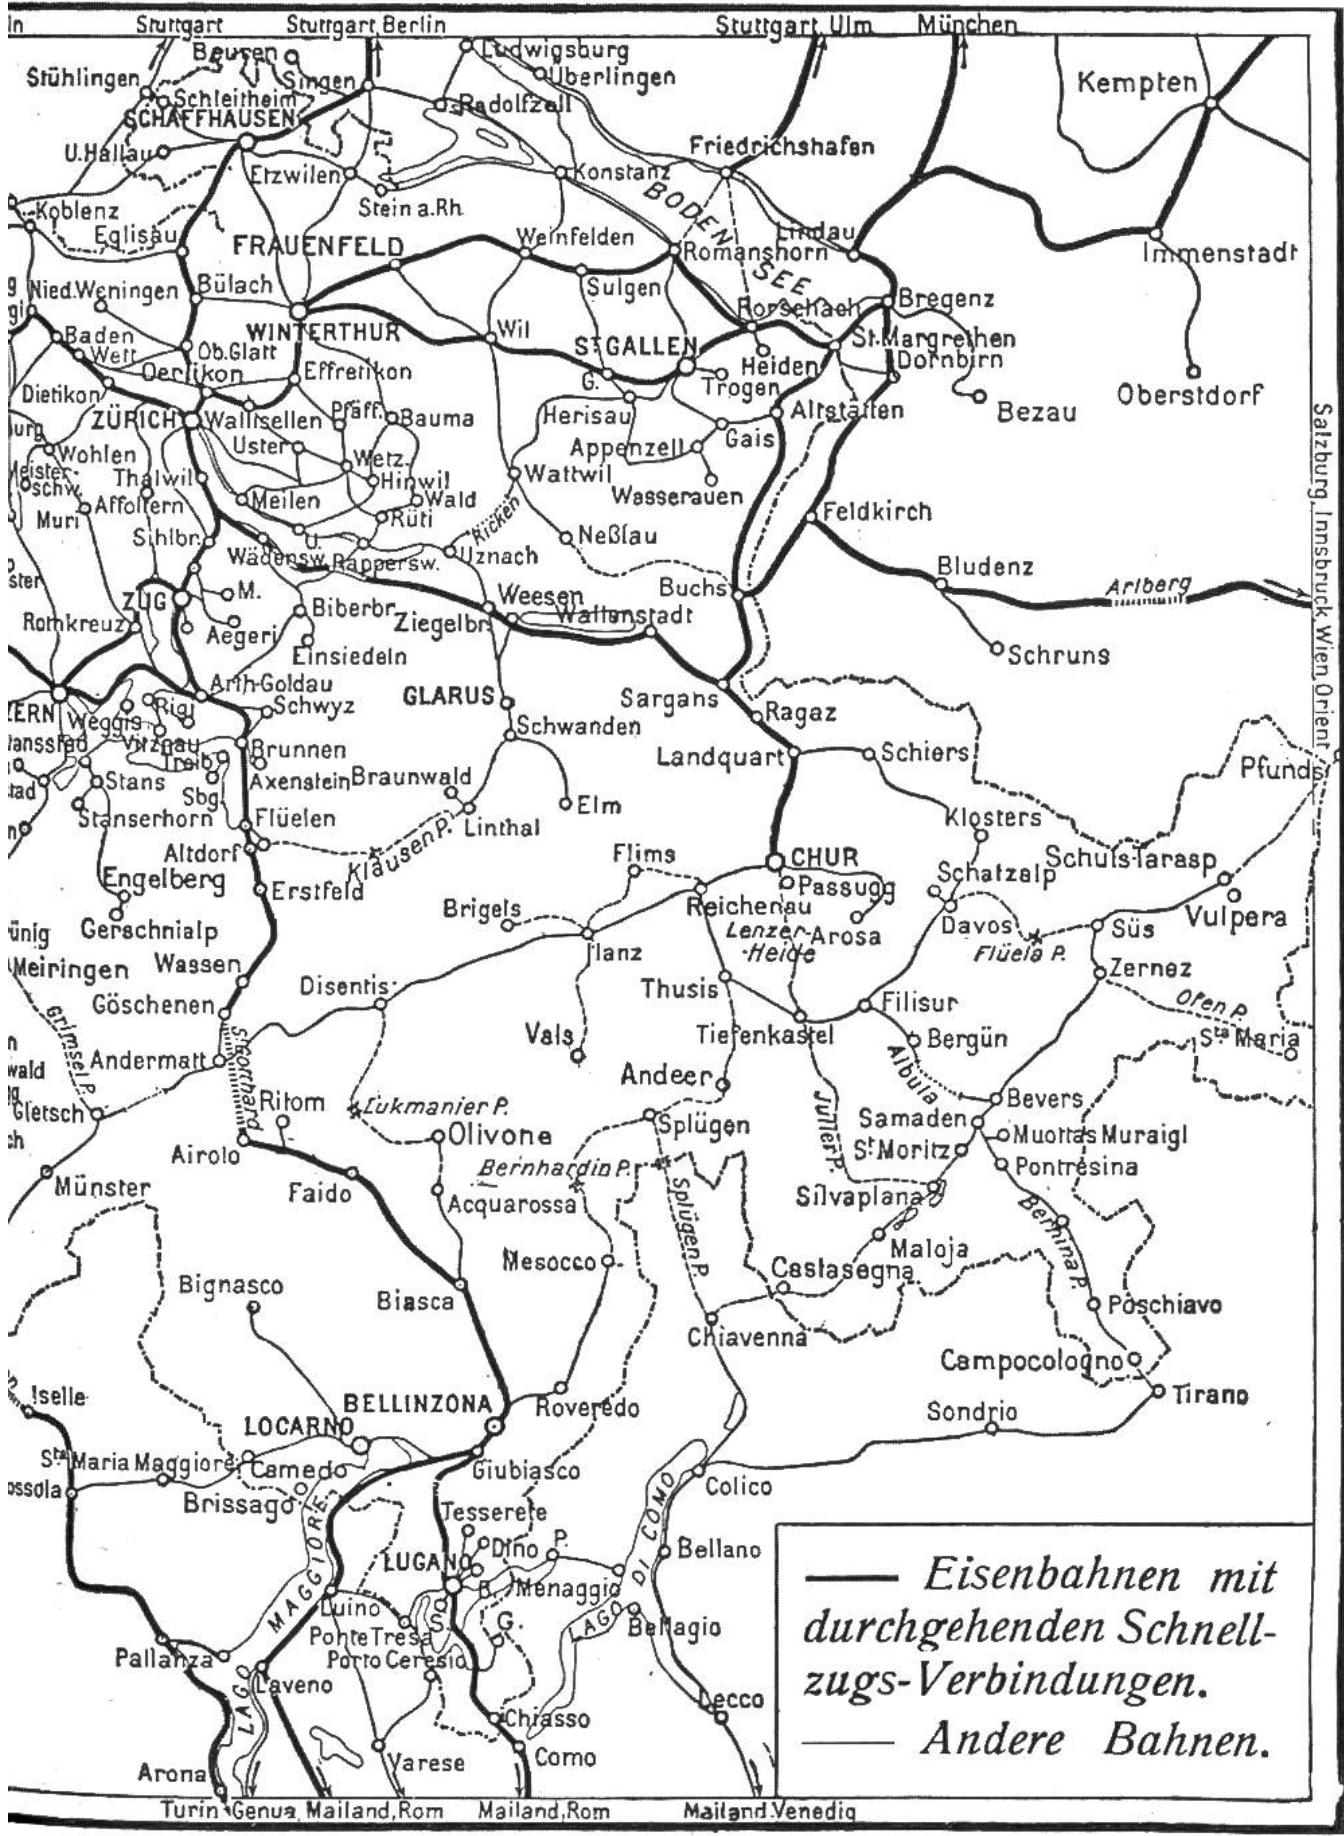 Stuttgart
Stuttgart, Berlin
Stuttgart, Ulm
München
Beuren
Ludwigsburg
Stühlingen
Singen
Überlingen
Kempten
Schleitheim
Radolfzell
SCHAFFHAUSEN
U.Hallau
Friedrichshafen
Etzwilen
Konstanz
Stein a.Rh.
BODEN SEE
Koblenz
Eglisau
FRAUENFELD
Weinfelden
Romanshorn
Lindau
Immenstadt
Nied.Weningen
Bülach
Sulgen
Rorschach
Bregenz
WINTERTHUR
Wil
ST GALLEN
Heiden
St.Margrethen
Baden
Wett
Ob.Glatt
Dornbirn
Oerlikon
Effretikon
G.
Trogen
Oberstdorf
Dietikon
Herisau
Bezau
ZÜRICH
Wallisellen
Pfäff.
Bauma
Altstätten
Gais
Uster
Appenzell
Wohlen
Wetz.
Thalwil
Hinwil
Wattwil
Wasserauen
Meister-
schw.
Meilen
Wald
Affoltern
Muri
Rüti
Ricken
Feldkirch
Sihlbr.
U.
Neßlau
Wädensw.
Rappersw.
Uznach
Bludenz
Arlberg
Buchs
ZUG
M.
Biberbr.
Weesen
Ziegelbr.
Wallenstadt
Rothkreuz
Aegeri
Einsiedeln
Schruns
Arth-Goldau
GLARUS
Sargans
Rigi
Schwyz
Weggis
Schwanden
Ragaz
Vitznau
Brunnen
Treib
Landquart
Schiers
Pfunds
Stans
Axenstein
Braunwald
Sbg.
Elm
Stanserhorn
Flüelen
Linthal
Klosters
Altdorf
Klausen P.
Flims
CHUR
Schatzalp
Schuls-Tarasp
Engelberg
Erstfeld
Passugg
Reichenau
Brigels
Vulpera
Gerschnialp
Lenzer-
-Heide
Arosa
Davos
Süs
Flüela P.
Ilanz
Meiringen
Wassen
Zernez
Disentis
Thusis
Göschenen
Filisur
Ofen P.
Grimsel P.
Vals
Tiefenkastel
Bergün
Sta Maria
Andermatt
St.Gotthard
Andeer
Albula
Gletsch
Ritom
Lukmanier P.
Bevers
Splügen
Samaden
Airolo
Olivone
Julier P.
Muottas Muraigl
St Moritz
Münster
Faido
Bernhardin P.
Pontresina
Acquarossa
Silvaplana
Splügen P.
Bernina P.
Mesocco
Maloja
Bignasco
Castasegna
Biasca
Poschiavo
Chiavenna
Campocologno
Iselle
BELLINZONA
Roveredo
Tirano
LOCARNO
Sondrio
Sta Maria Maggiore
Camedo
Giubiasco
Colico
Brissago
Tesserete
LAGO DI COMO
Dino
P.
LUGANO
Bellano
B.
Menaggio
LAGO MAGGIORE
Luino
S.
G.
Bellagio
Ponte Tresa
Pallanza
Porto Ceresio
Laveno
Lecco
Chiasso
Varese
Como
Arona
Turin
Genua, Mailand, Rom
Mailand, Rom
Mailand. Venedig
Salzburg, Innsbruck, Wien, Orient
Eisenbahnen mit
durchgehenden Schnell-
zugs-Verbindungen.
Andere Bahnen.